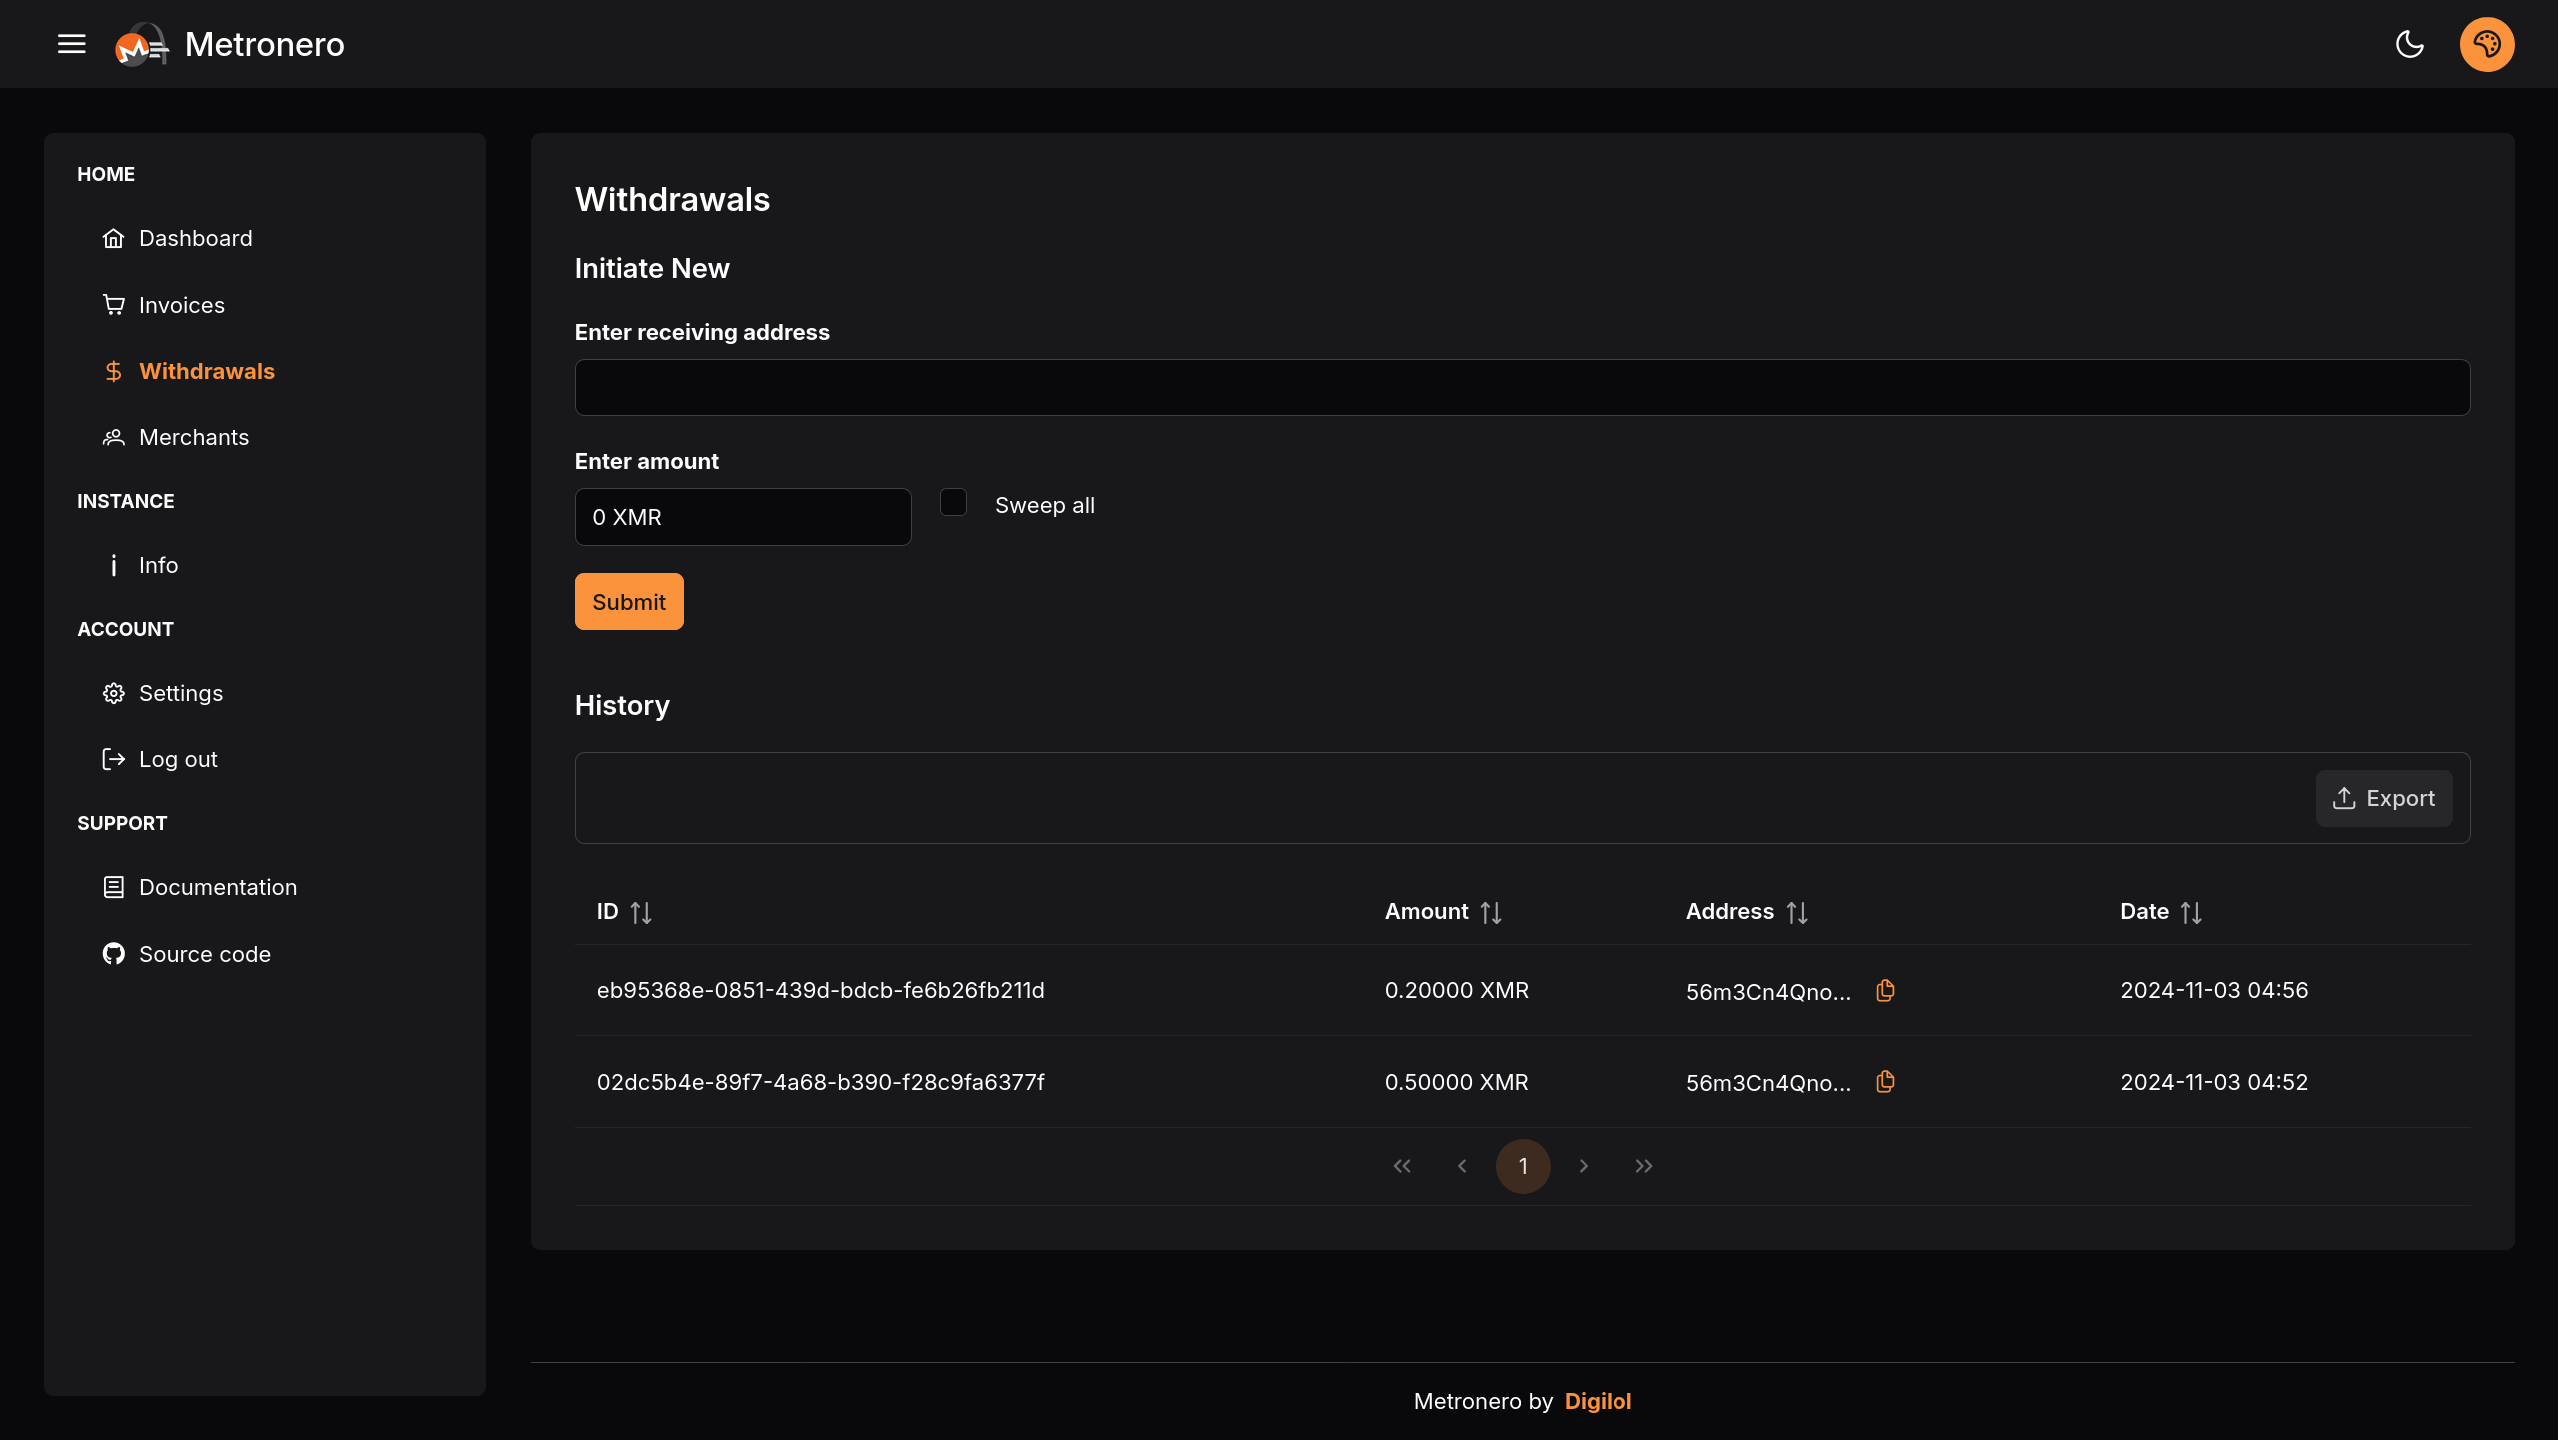 Metronero
HOME
Dashboard
Invoices
Withdrawals
Merchants
INSTANCE
Info
ACCOUNT
Settings
Log out
SUPPORT
Documentation
Source code
Withdrawals
Initiate New
Enter receiving address
Enter amount
0 XMR
Sweep all
Submit
History
Export
ID Amount Address Date
eb95368e-0851-439d-bdcb-fe6b26fb211d 0.20000 XMR 56m3Cn4Qno... 2024-11-03 04:56
02dc5b4e-89f7-4a68-b390-f28c9fa6377f 0.50000 XMR 56m3Cn4Qno... 2024-11-03 04:52
1
Metronero by Digilol